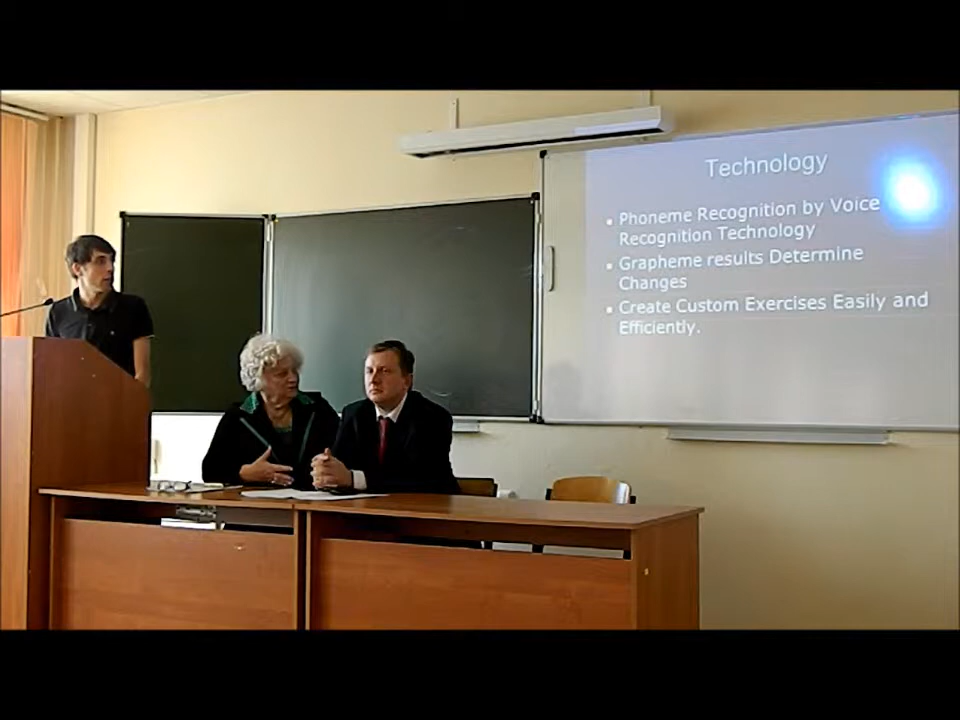 Technology
Phoneme Recognition by Voice
Recognition Technology
Grapheme results Determine
Changes
Create Custom Exercises Easily and
Efficiently.